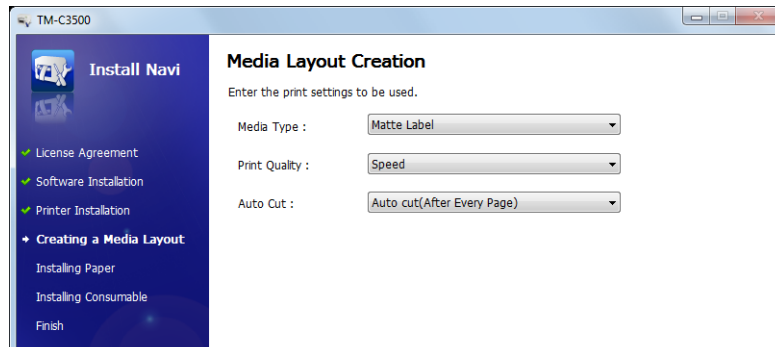 TM-C3500
Install Navi
License Agreement
Software Installation
Printer Installation
Creating a Media Layout
Installing Paper
Installing Consumable
Finish
Media Layout Creation
Enter the print settings to be used.
Media Type : Matte Label
Print Quality : Speed
Auto Cut : Auto cut(After Every Page)